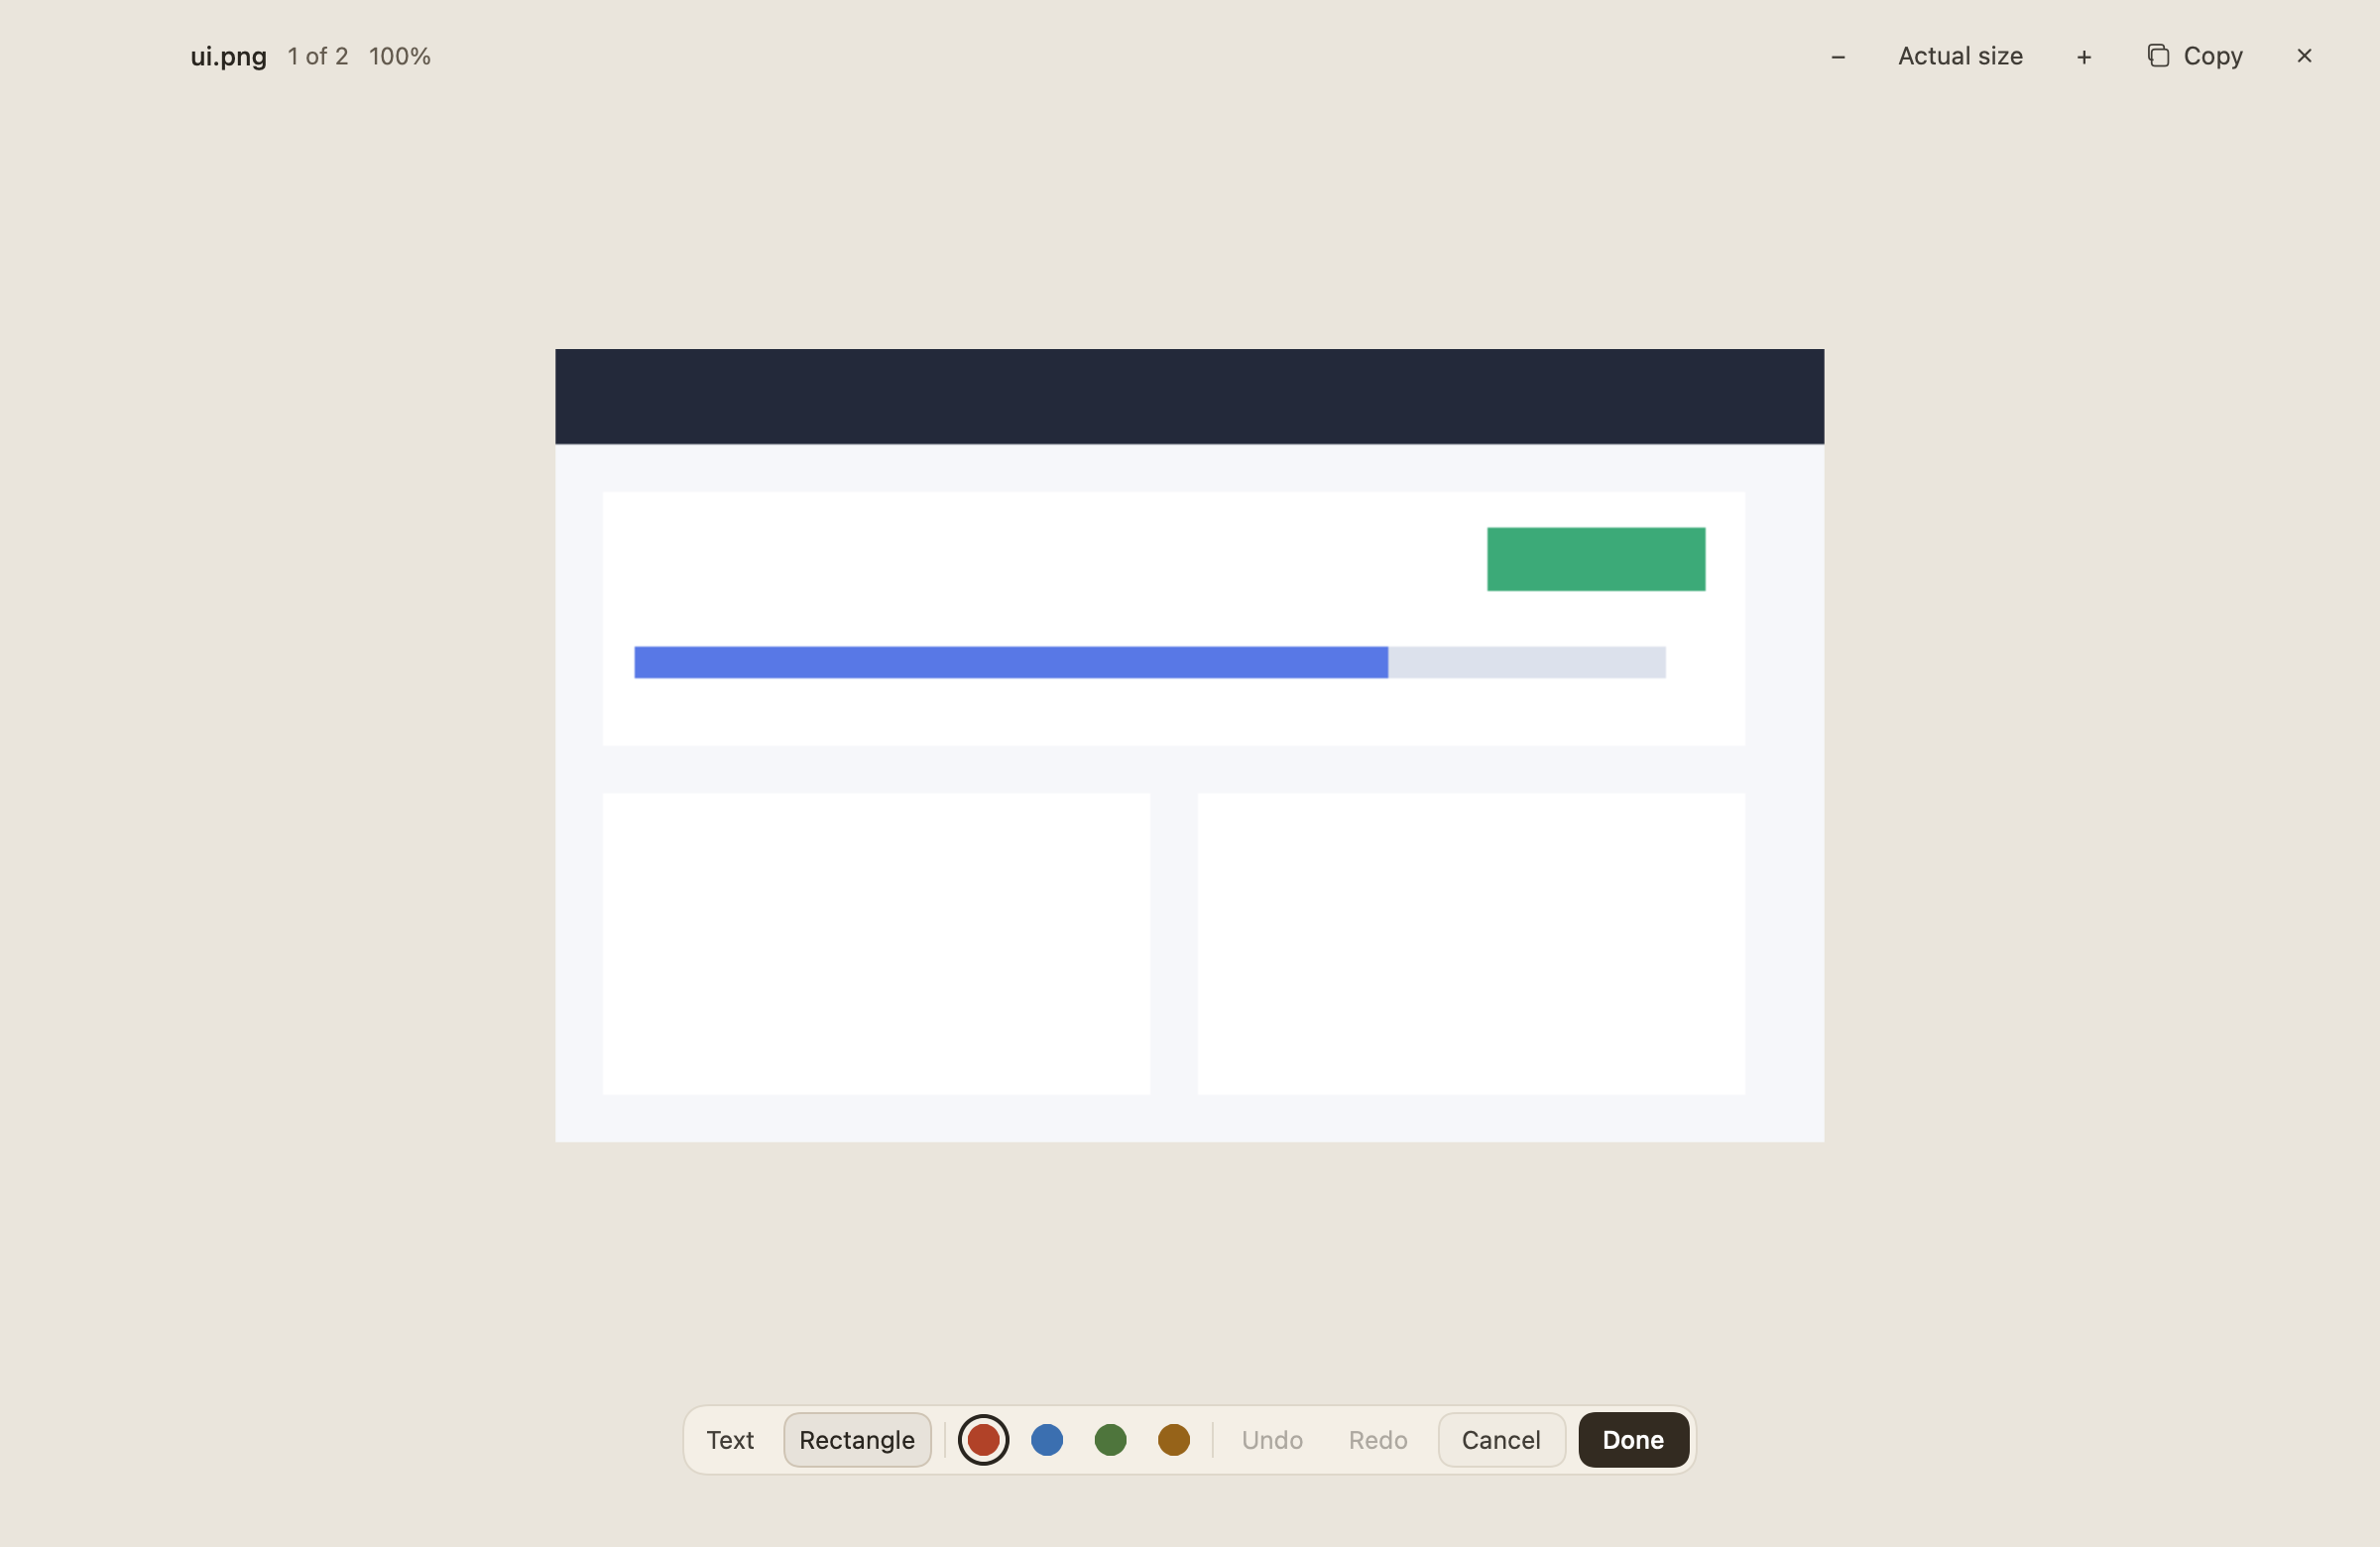 ui.png 1 of 2 100% − Actual size + Copy ×
Text Rectangle Undo Redo Cancel Done